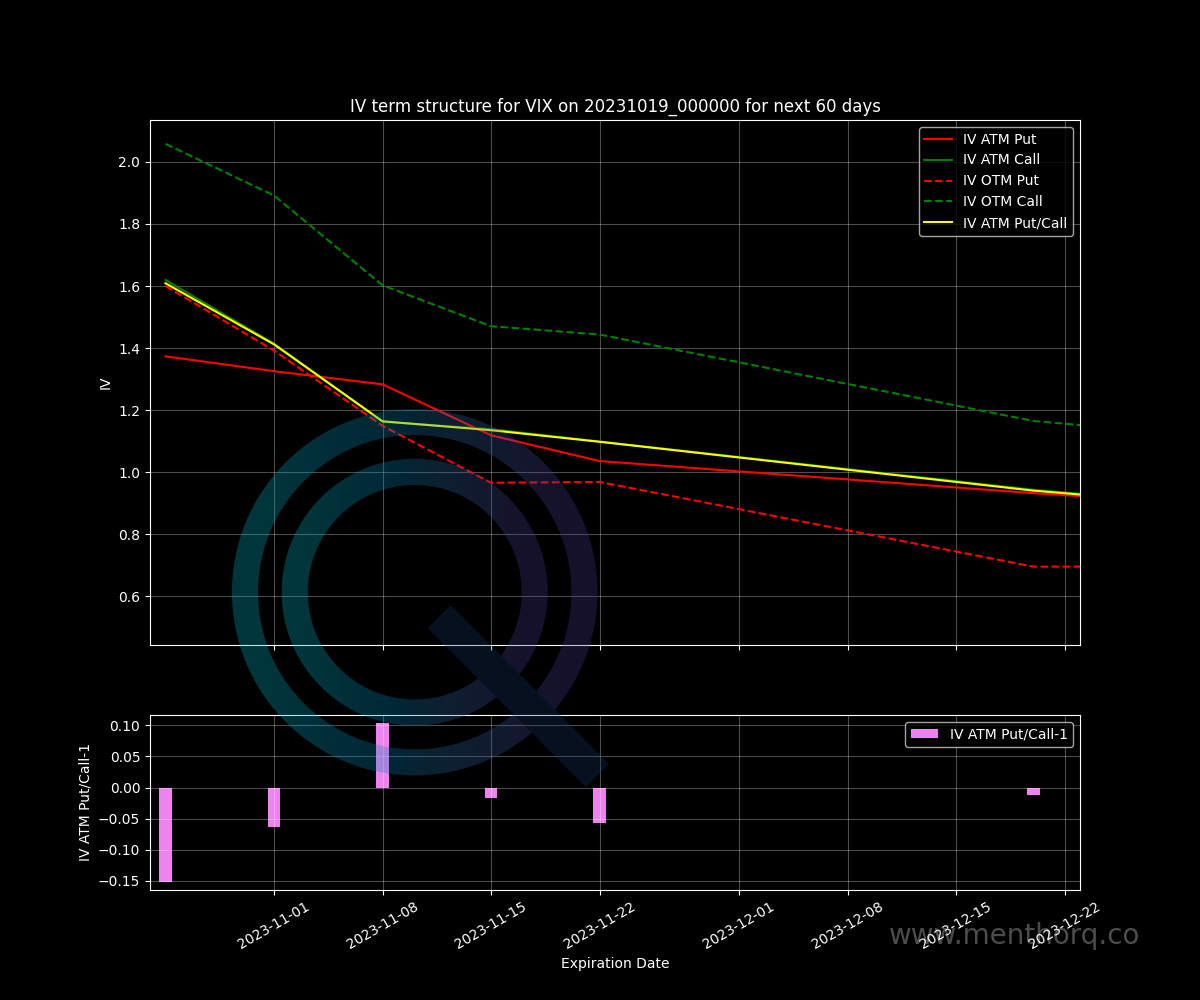 IV term structure for VIX on 20231019_000000 for next 60 days
IV ATM Put
IV ATM Call
IV OTM Put
IV OTM Call
IV ATM Put/Call
2.0
1.8
1.6
1.4
1.2
1.0
0.8
0.6
IV
IV ATM Put/Call-1
0.10
0.05
0.00
−0.05
−0.10
−0.15
IV ATM Put/Call-1
2023-11-01
2023-11-08
2023-11-15
2023-11-22
2023-12-01
2023-12-08
2023-12-15
2023-12-22
www.menthorq.co
Expiration Date